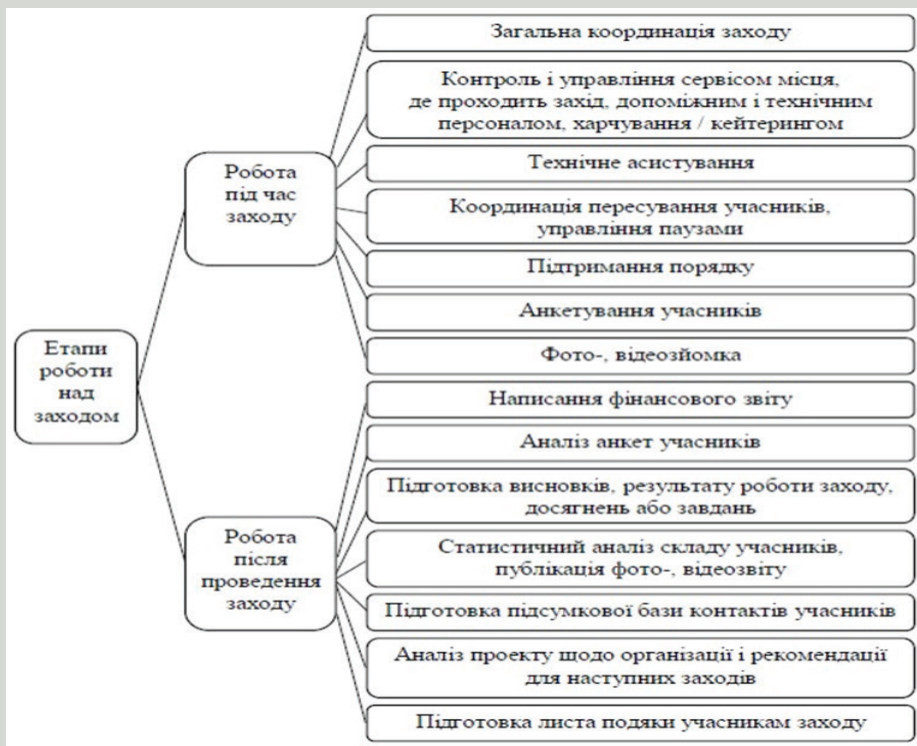 Загальна координація заходу
Контроль і управління сервісом місця,
де проходить захід, допоміжним і технічним
персоналом, харчування / кейтерингом
Робота
під час
заходу
Технічне асистування
Координація пересування учасників,
управління паузами
Підтримання порядку
Анкетування учасників
Фото-, відеозйомка
Етапи
роботи
над
заходом
Написання фінансового звіту
Аналіз анкет учасників
Підготовка висновків, результату роботи заходу,
досягнень або завдань
Робота
після
проведення
заходу
Статистичний аналіз складу учасників,
публікація фото-, відеозвіту
Підготовка підсумкової бази контактів учасників
Аналіз проекту щодо організації і рекомендації
для наступних заходів
Підготовка листа подяки учасникам заходу